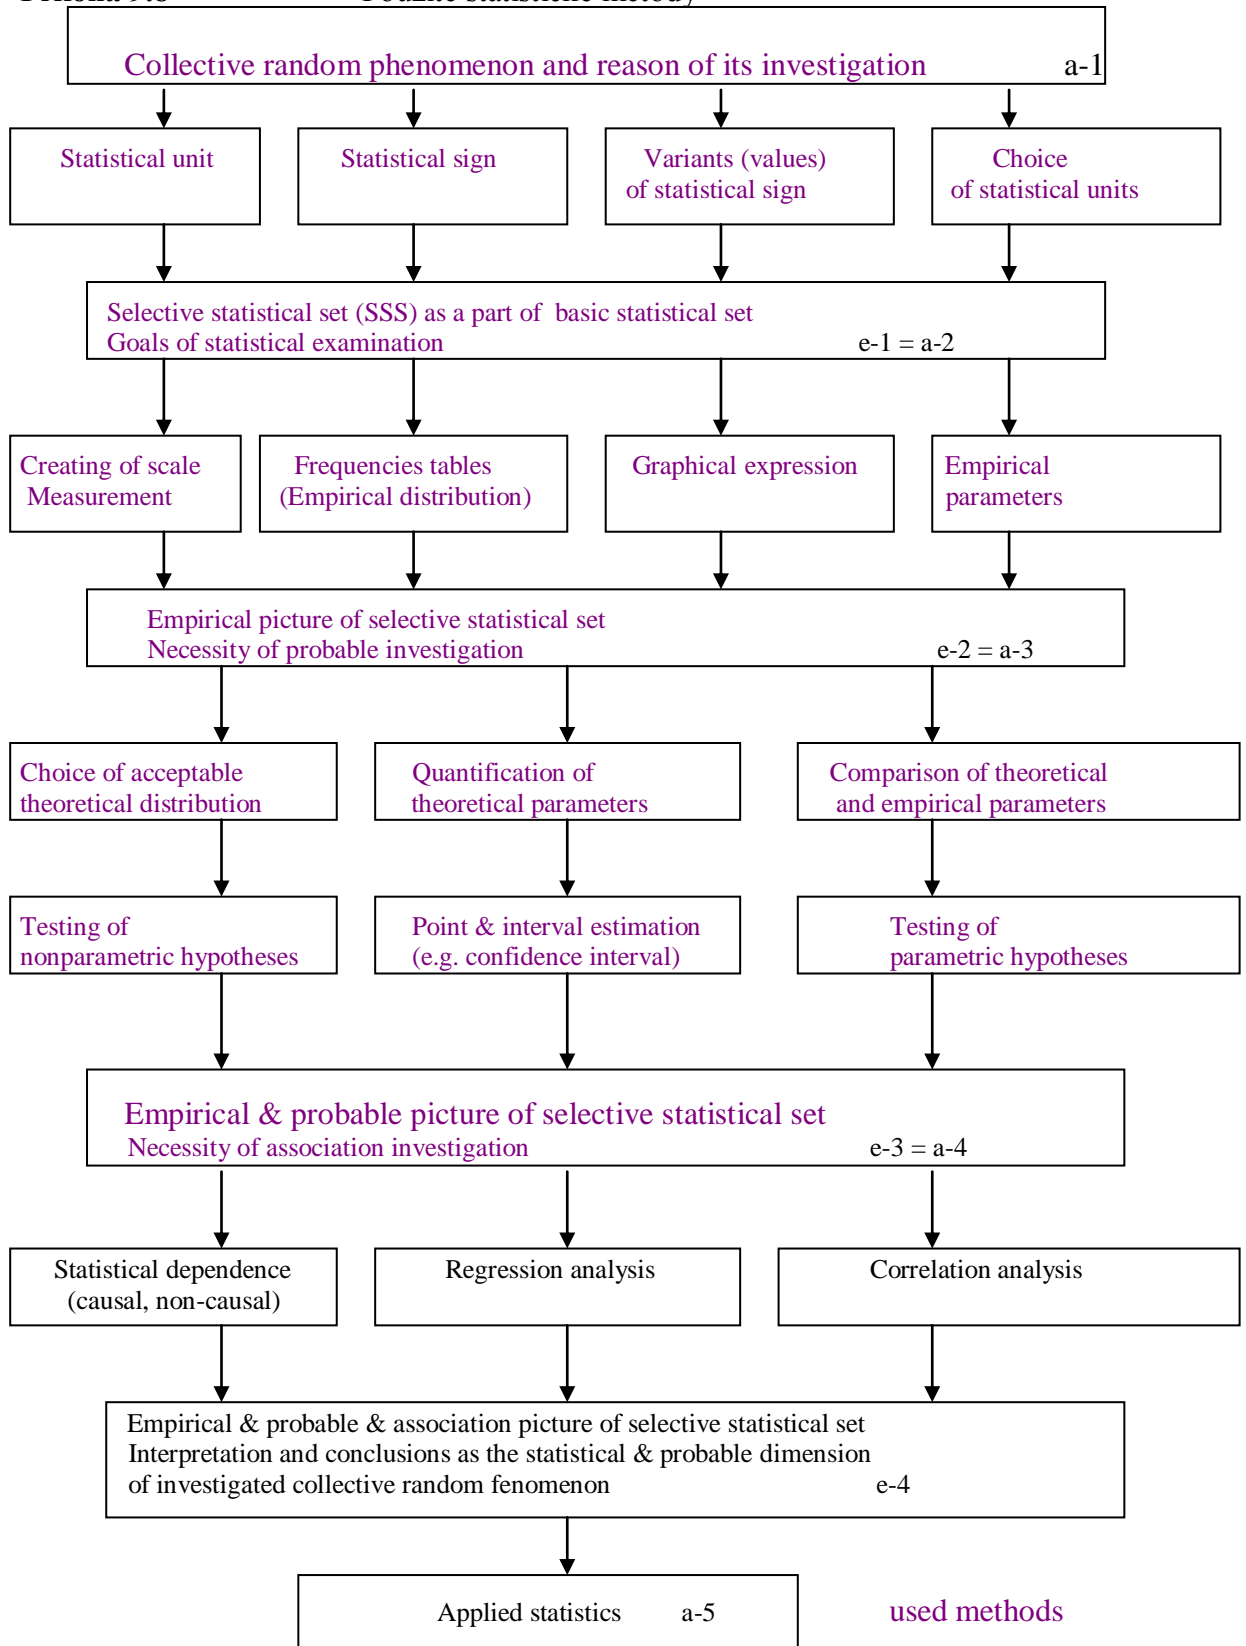 Collective random phenomenon and reason of its investigation a-1
Statistical unit
Statistical sign
Variants (values)
of statistical sign
Choice
of statistical units
Selective statistical set (SSS) as a part of basic statistical set
Goals of statistical examination e-1 = a-2
Creating of scale
Measurement
Frequencies tables
(Empirical distribution)
Graphical expression
Empirical
parameters
Empirical picture of selective statistical set
Necessity of probable investigation e-2 = a-3
Choice of acceptable
theoretical distribution
Quantification of
theoretical parameters
Comparison of theoretical
and empirical parameters
Testing of
nonparametric hypotheses
Point & interval estimation
(e.g. confidence interval)
Testing of
parametric hypotheses
Empirical & probable picture of selective statistical set
Necessity of association investigation e-3 = a-4
Statistical dependence
(causal, non-causal)
Regression analysis
Correlation analysis
Empirical & probable & association picture of selective statistical set
Interpretation and conclusions as the statistical & probable dimension
of investigated collective random fenomenon e-4
Applied statistics a-5
used methods